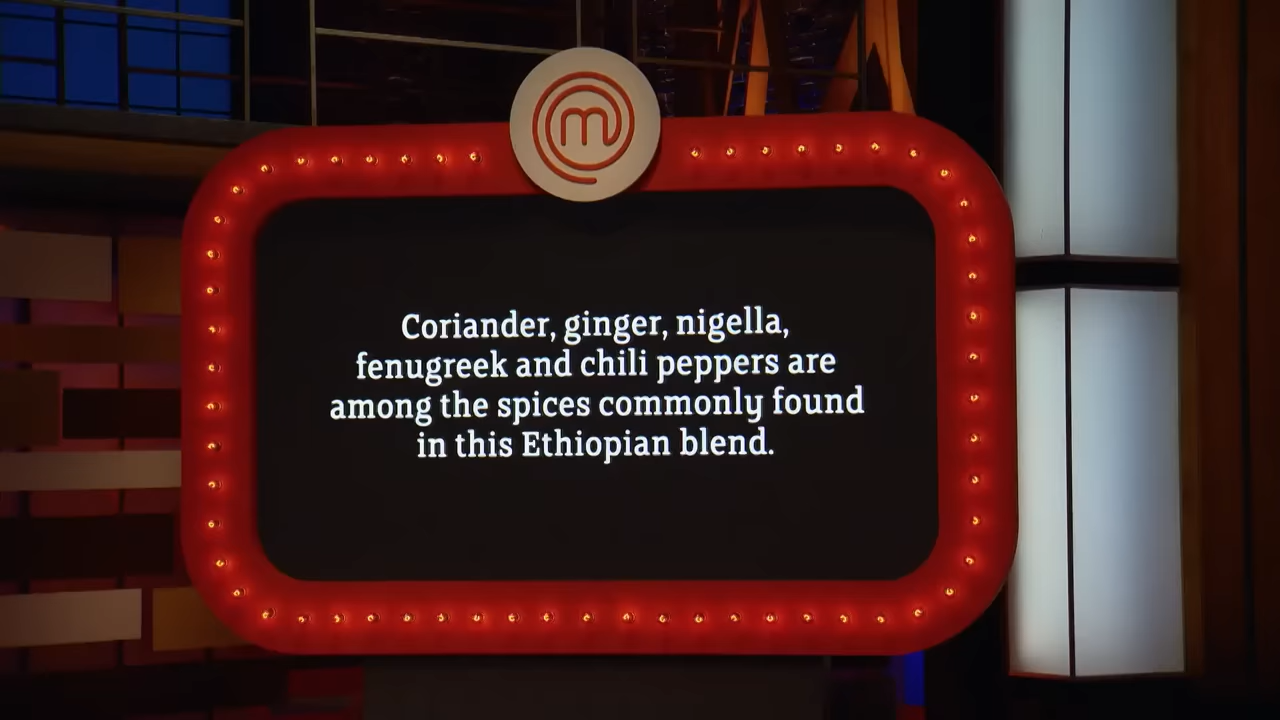 m
Coriander, ginger, nigella,
fenugreek and chili peppers are
among the spices commonly found
in this Ethiopian blend.